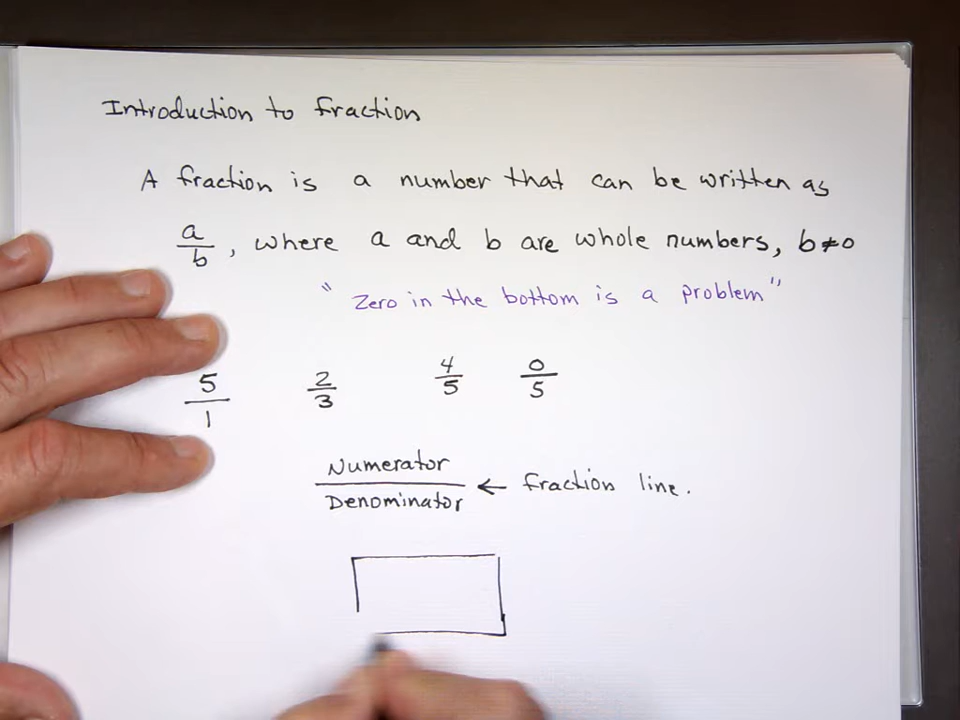 Introduction to fraction
A fraction is a number that can be written as
a/b, where a and b are whole numbers, b≠0
"Zero in the bottom is a problem"
5/1 2/3 4/5 0/5
Numerator
Denominator ← fraction line.